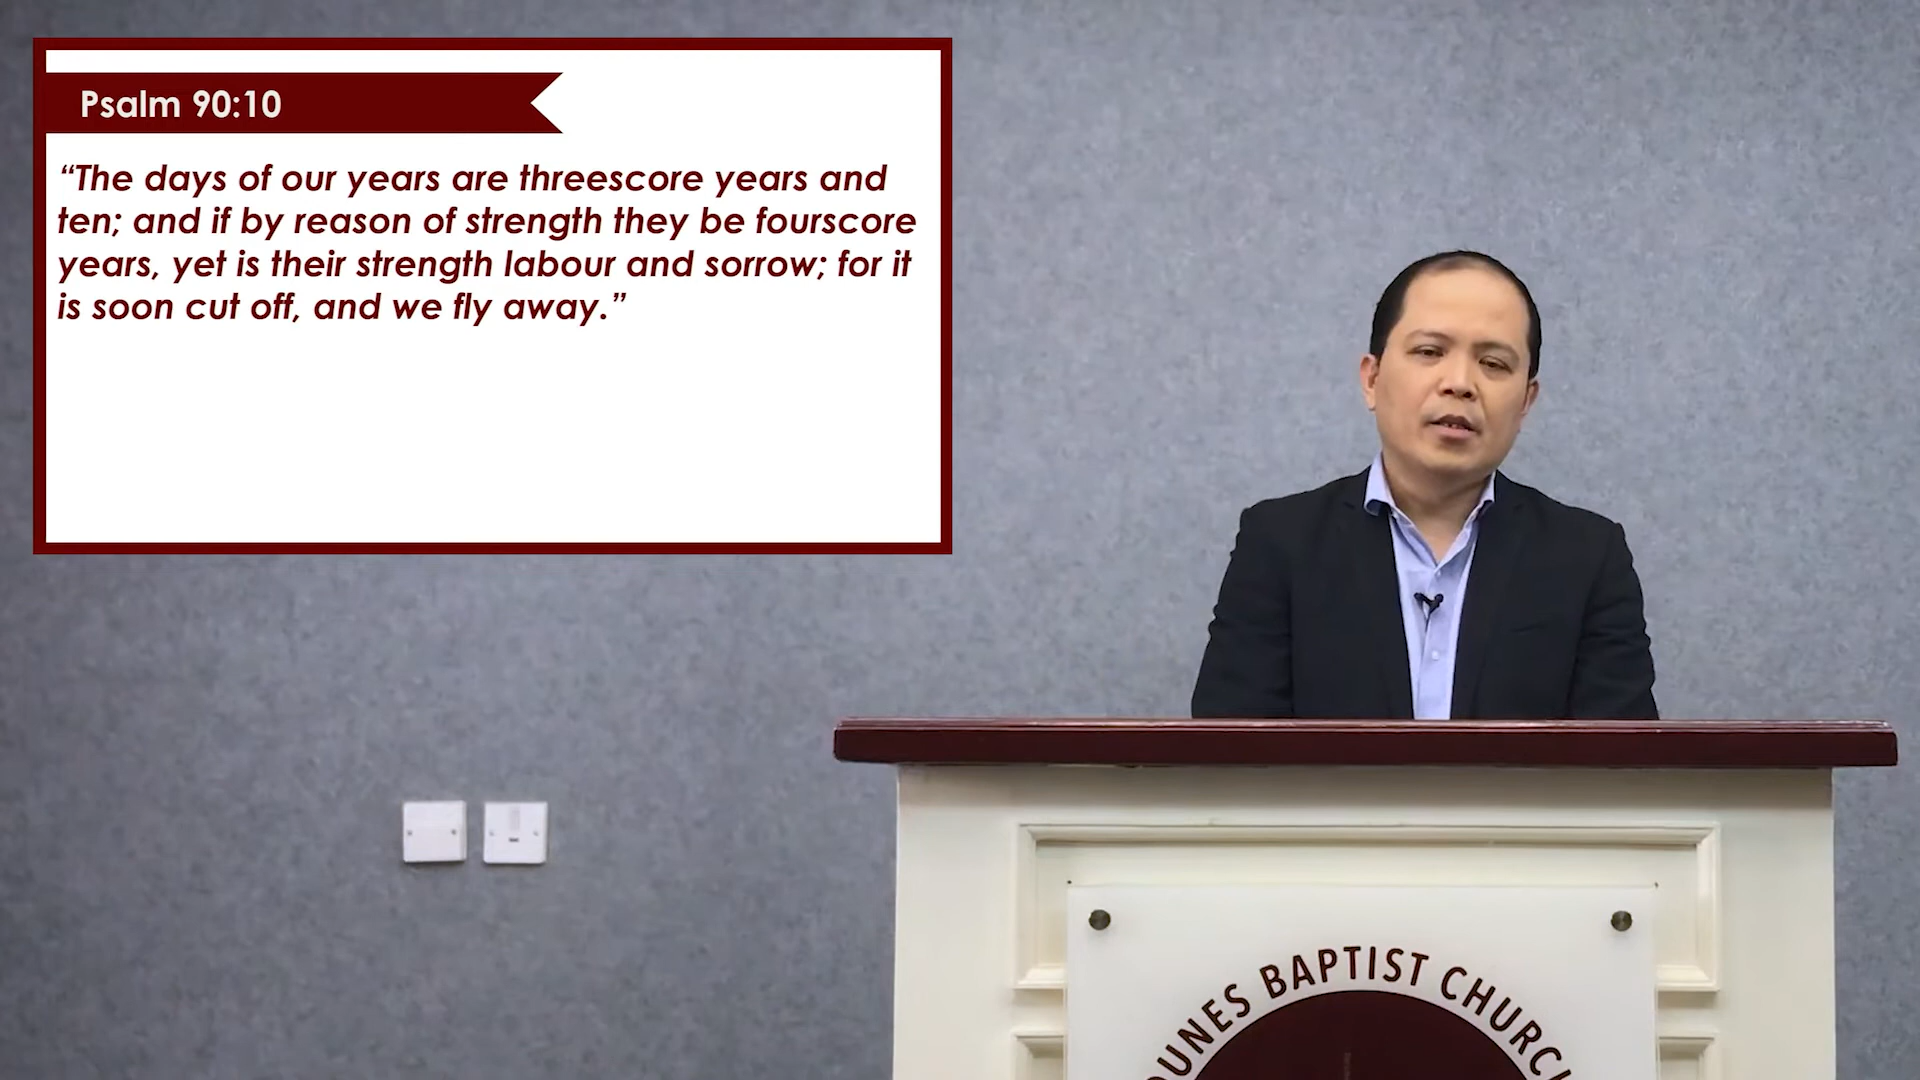 Psalm 90:10
“The days of our years are threescore years and
ten; and if by reason of strength they be fourscore
years, yet is their strength labour and sorrow; for it
is soon cut off, and we fly away.”
DUNES BAPTIST CHURCH